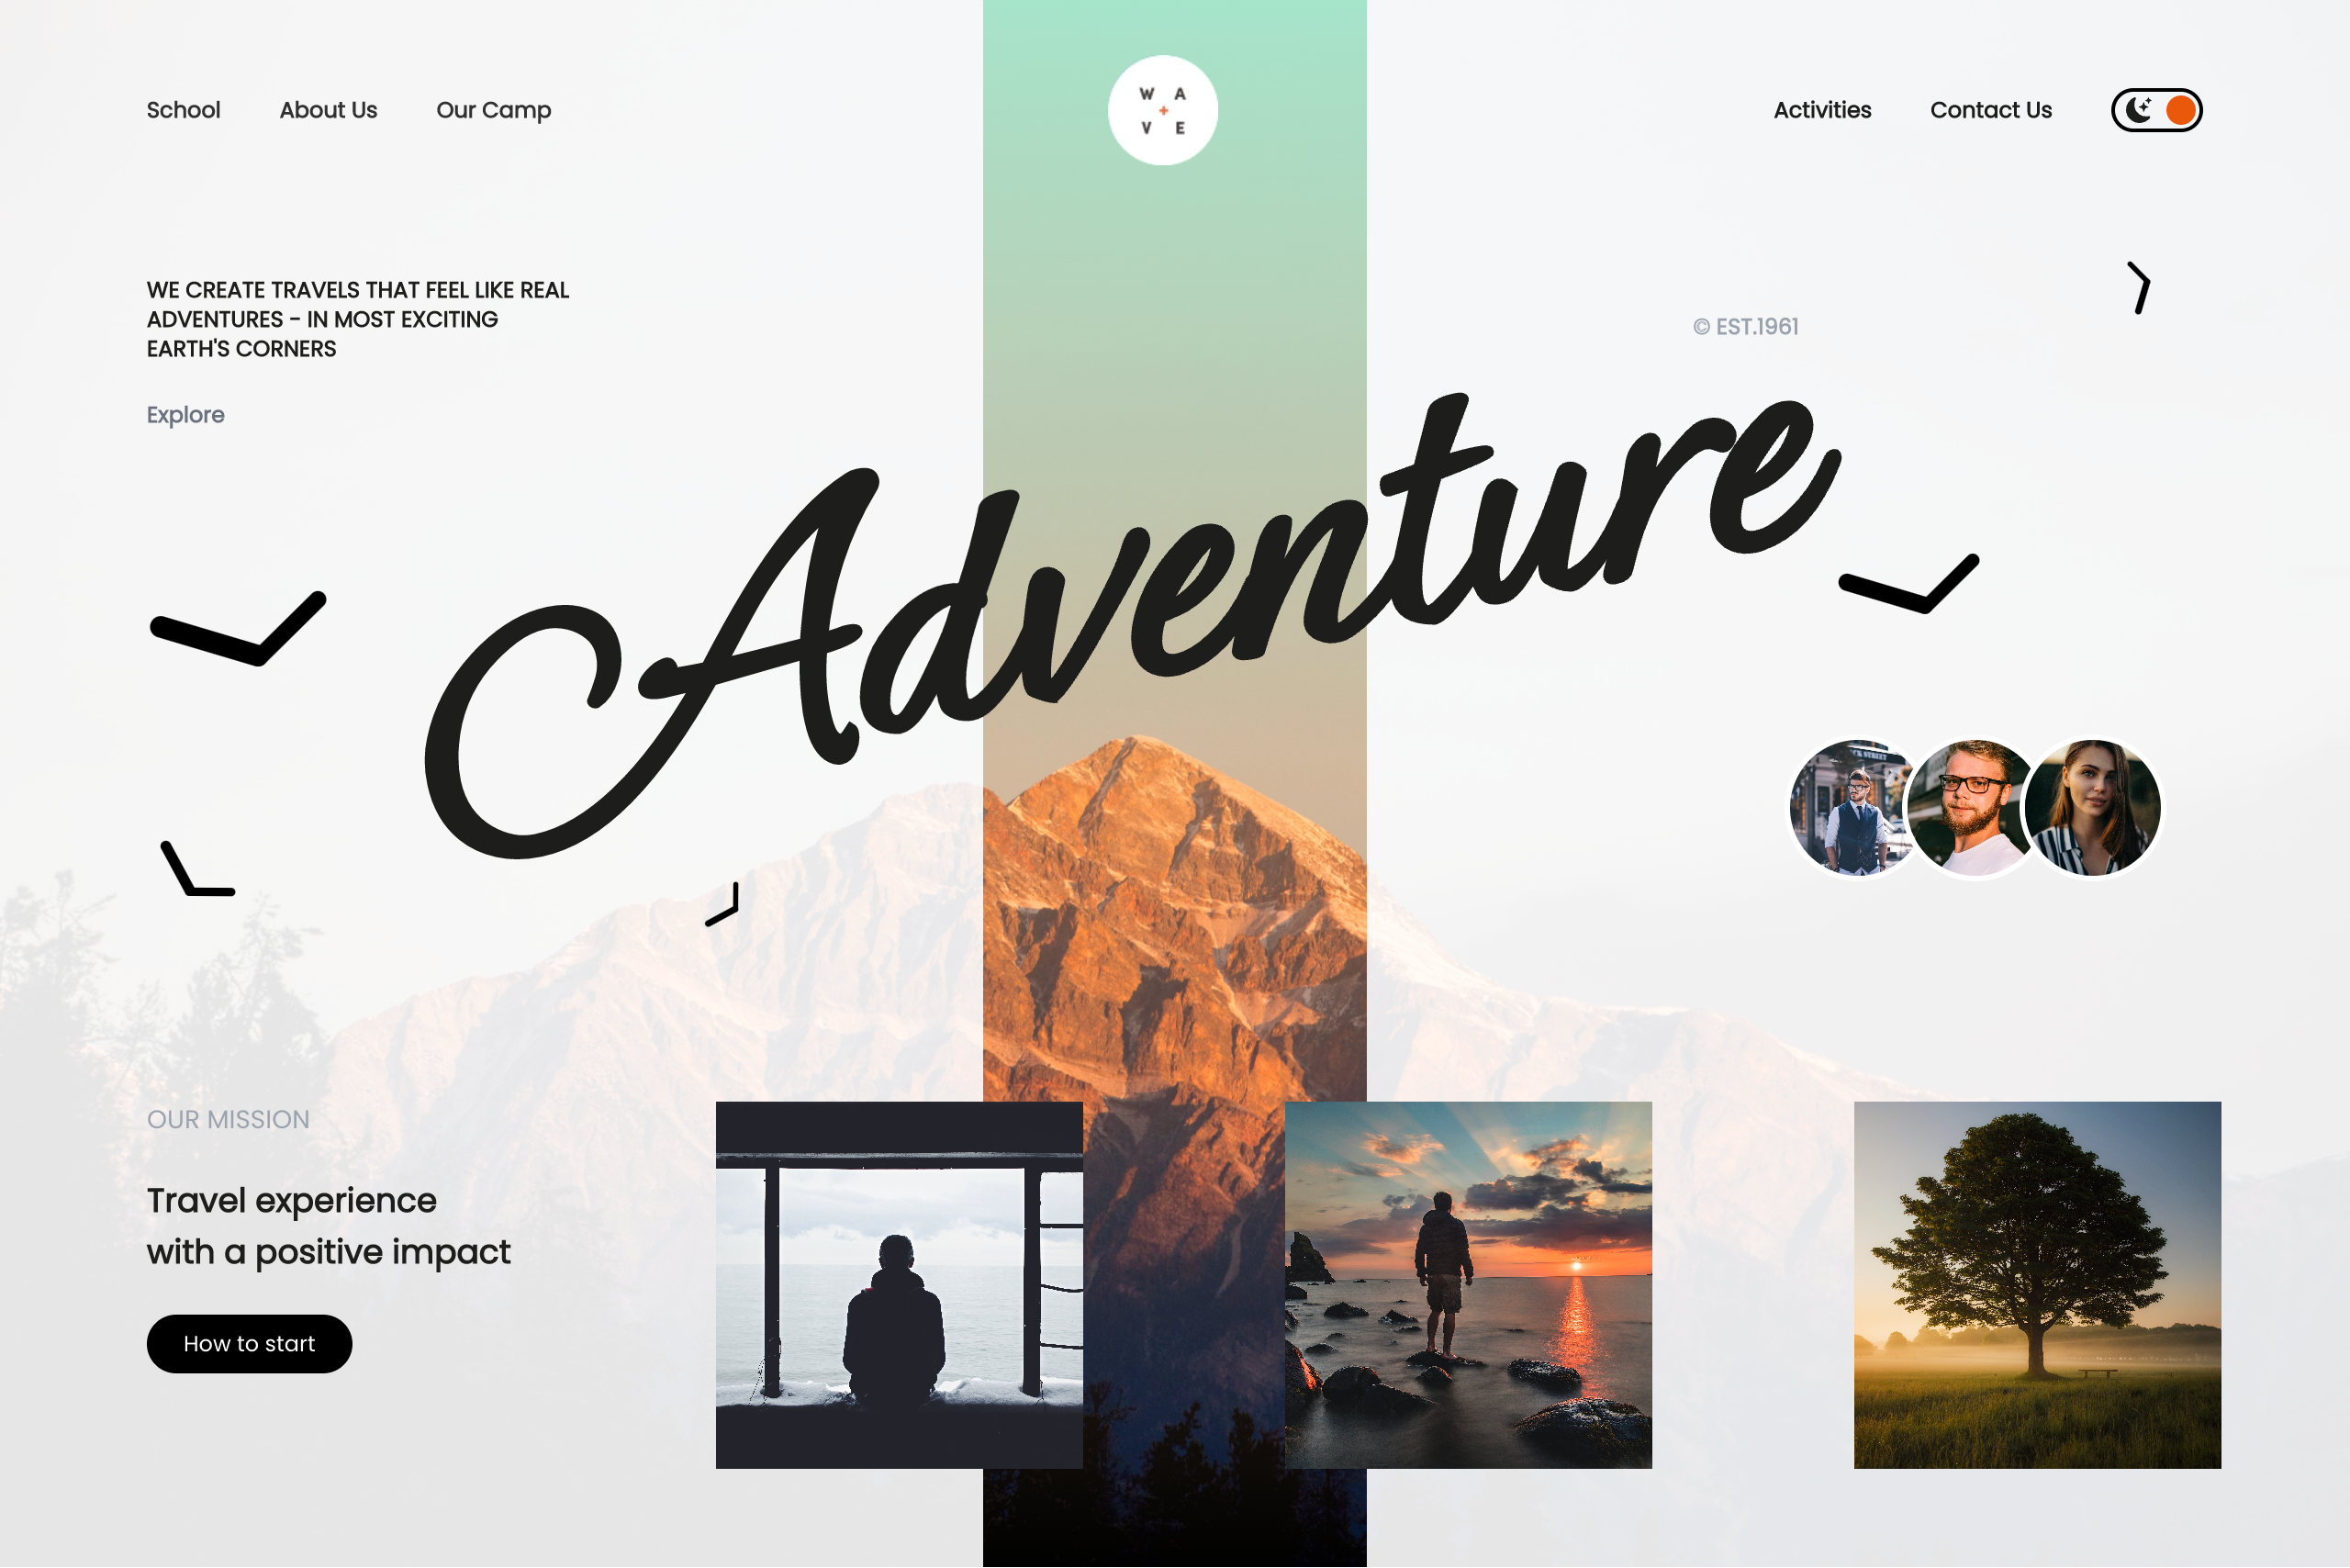 School
About Us
Our Camp
W A
V E
Activities
Contact Us
WE CREATE TRAVELS THAT FEEL LIKE REAL
ADVENTURES - IN MOST EXCITING
EARTH'S CORNERS
Explore
© EST.1961
Adventure
OUR MISSION
Travel experience
with a positive impact
How to start